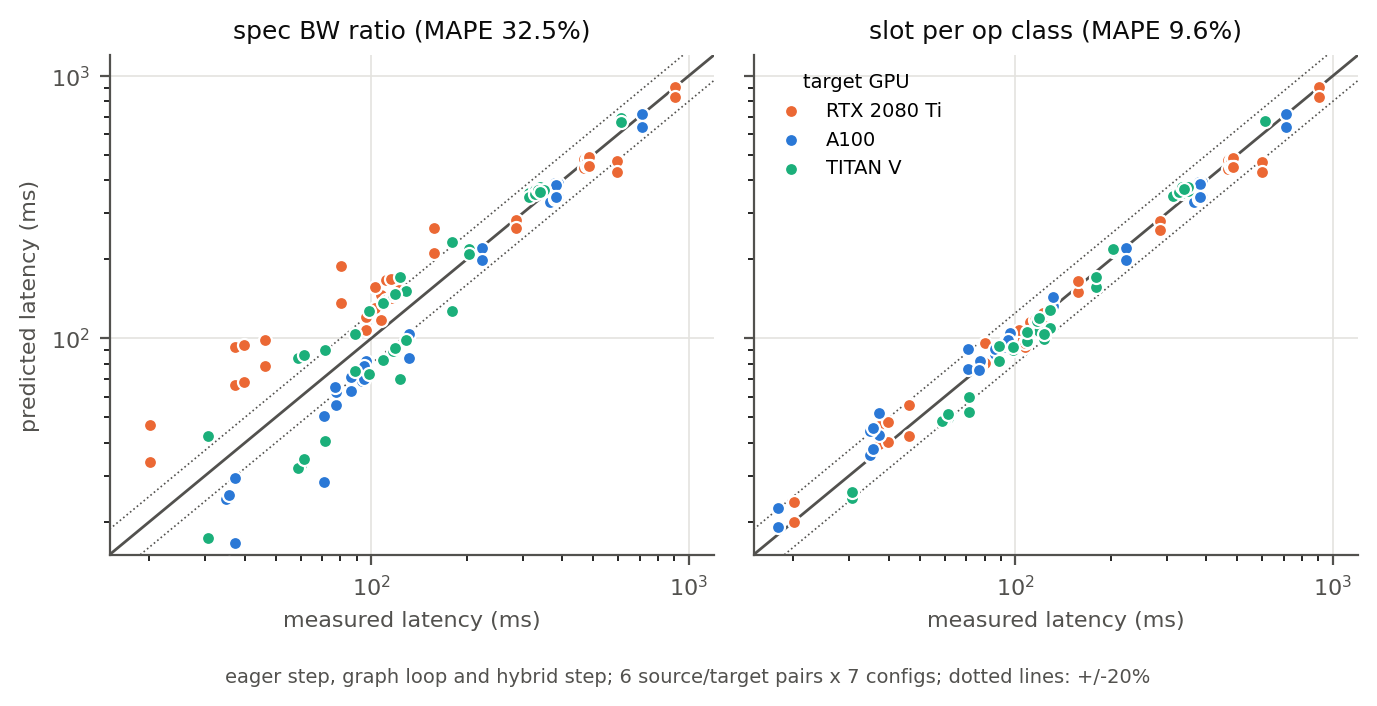 spec BW ratio (MAPE 32.5%)
slot per op class (MAPE 9.6%)
predicted latency (ms)
10³
10²
target GPU
RTX 2080 Ti
A100
TITAN V
10²
10³
10²
10³
measured latency (ms)
measured latency (ms)
eager step, graph loop and hybrid step; 6 source/target pairs x 7 configs; dotted lines: +/-20%